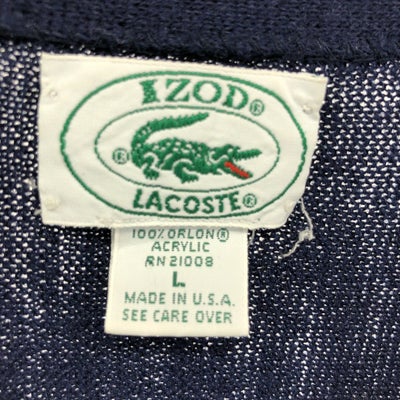 IZOD®
®
LACOSTE®
100% ORLON®
ACRYLIC
RN 21008
L
MADE IN U.S.A.
SEE CARE OVER